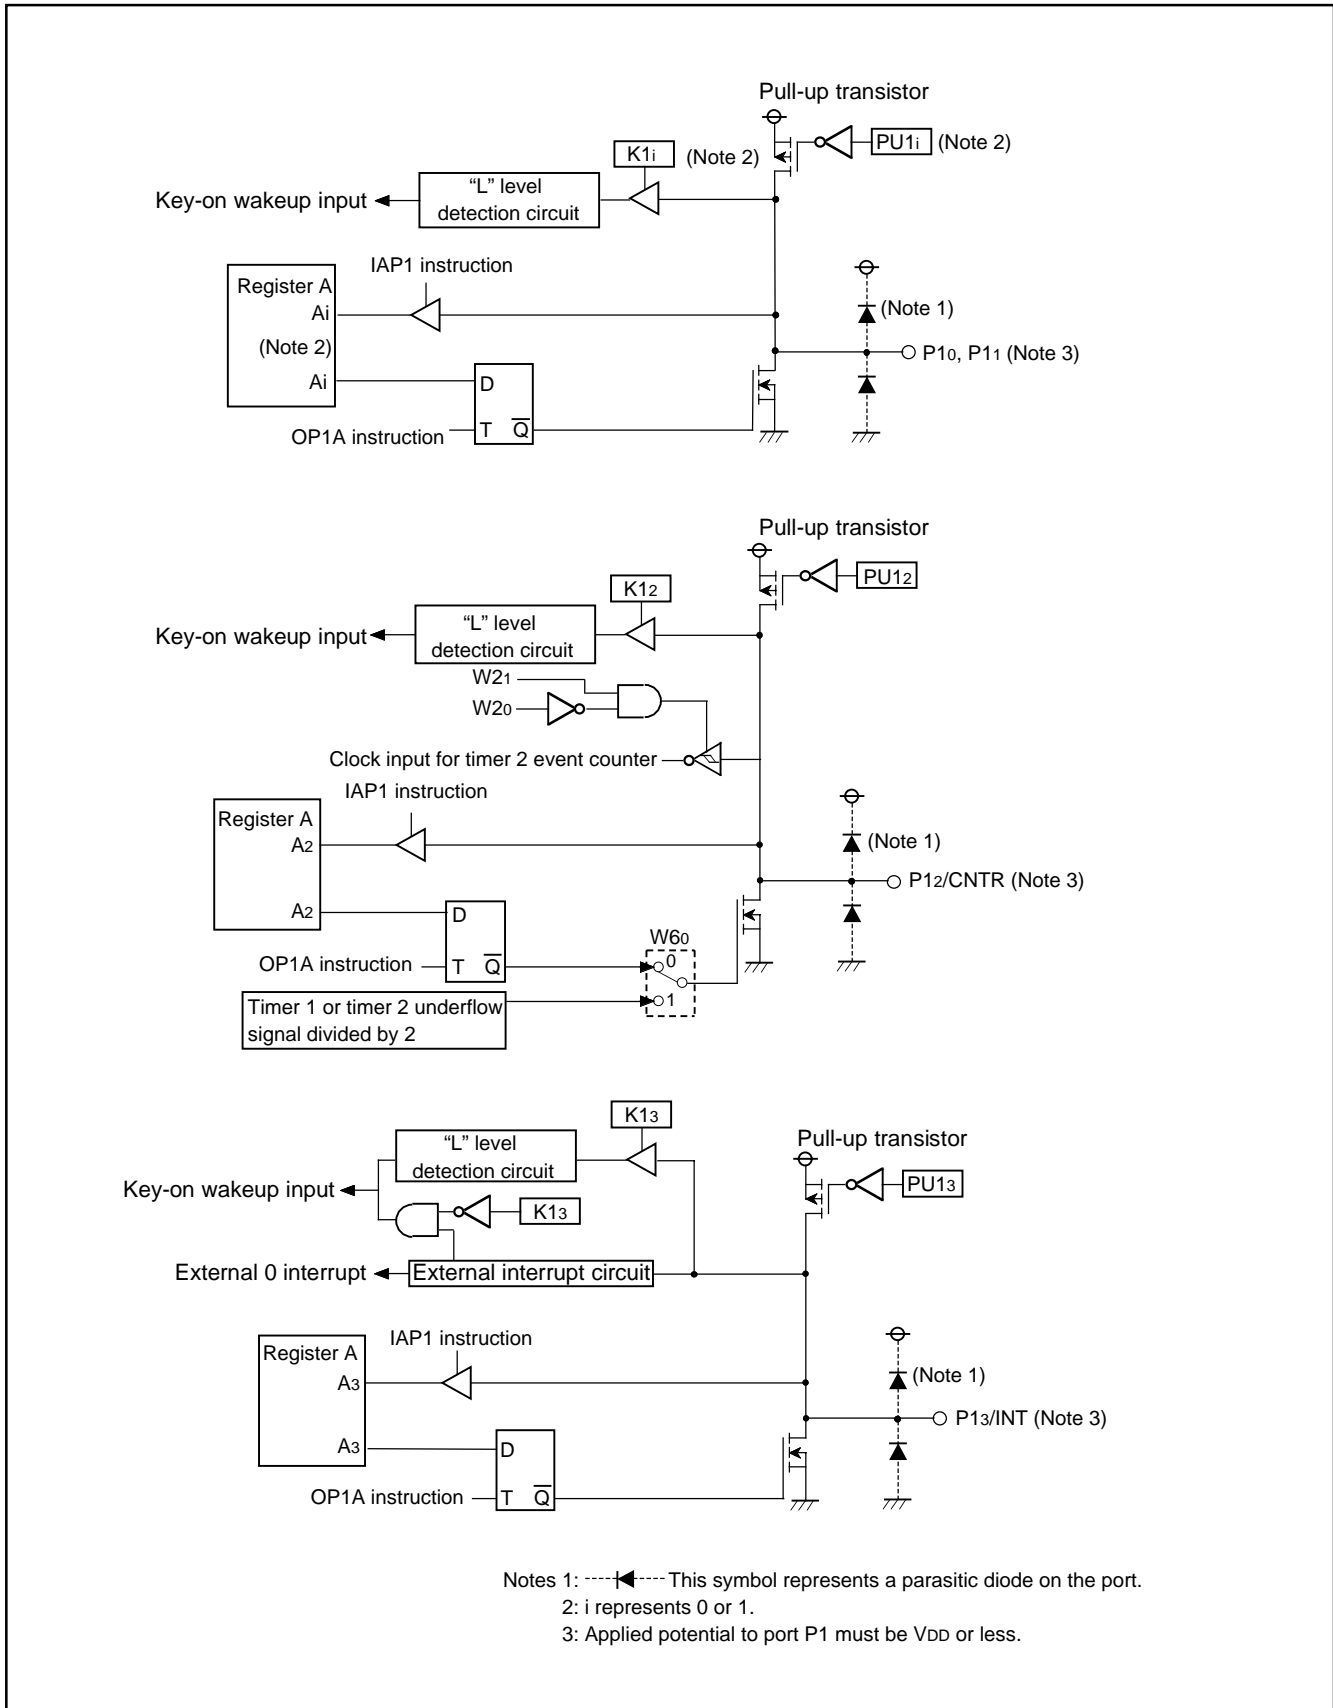 Pull-up transistor
K1i (Note 2) PU1i (Note 2)
Key-on wakeup input
“L” level
detection circuit
IAP1 instruction
Register A
Ai
(Note 2)
Ai
(Note 1)
P10, P11 (Note 3)
D
T Q̅
OP1A instruction
Pull-up transistor
K12
PU12
Key-on wakeup input
“L” level
detection circuit
W21
W20
Clock input for timer 2 event counter
IAP1 instruction
Register A
A2
A2
(Note 1)
P12/CNTR (Note 3)
D
T Q̅
OP1A instruction
W60
0
1
Timer 1 or timer 2 underflow
signal divided by 2
K13
Pull-up transistor
“L” level
detection circuit
Key-on wakeup input
K13
PU13
External 0 interrupt
External interrupt circuit
IAP1 instruction
Register A
A3
A3
(Note 1)
P13/INT (Note 3)
D
T Q̅
OP1A instruction
Notes 1: This symbol represents a parasitic diode on the port.
2: i represents 0 or 1.
3: Applied potential to port P1 must be VDD or less.